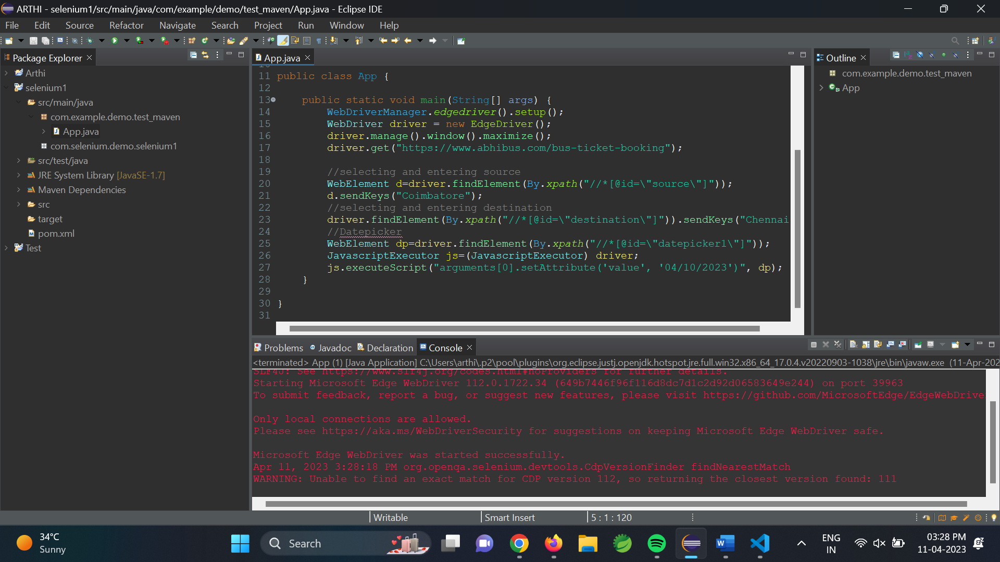 ARTHI - selenium1/src/main/java/com/example/demo/test_maven/App.java - Eclipse IDE
File Edit Source Refactor Navigate Search Project Run Window Help
Package Explorer
Arthi
selenium1
src/main/java
com.example.demo.test_maven
App.java
com.selenium.demo.selenium1
src/test/java
JRE System Library [JavaSE-1.7]
Maven Dependencies
src
target
pom.xml
Test
App.java
10
11 public class App {
12
13 public static void main(String[] args) {
14 WebDriverManager.edgedriver().setup();
15 WebDriver driver = new EdgeDriver();
16 driver.manage().window().maximize();
17 driver.get("https://www.abhibus.com/bus-ticket-booking");
18
19 //selecting and entering source
20 WebElement d=driver.findElement(By.xpath("//*[@id=\"source\"]"));
21 d.sendKeys("Coimbatore");
22 //selecting and entering destination
23 driver.findElement(By.xpath("//*[@id=\"destination\"]")).sendKeys("Chennai
24 //Datepicker
25 WebElement dp=driver.findElement(By.xpath("//*[@id=\"datepicker1\"]"));
26 JavascriptExecutor js=(JavascriptExecutor) driver;
27 js.executeScript("arguments[0].setAttribute('value', '04/10/2023')", dp);
28 }
29
30 }
31
Outline
com.example.demo.test_maven
App
Problems Javadoc Declaration Console
<terminated> App (1) [Java Application] C:\Users\arthi\.p2\pool\plugins\org.eclipse.justj.openjdk.hotspot.jre.full.win32.x86_64_17.0.4.v20220903-1038\jre\bin\javaw.exe (11-Apr-202
SLF4J: See https://www.slf4j.org/codes.html#noProviders for further details.
Starting Microsoft Edge WebDriver 112.0.1722.34 (649b7446f96f116d8dc7d1c2d92d06583649e244) on port 39963
To submit feedback, report a bug, or suggest new features, please visit https://github.com/MicrosoftEdge/EdgeWebDrive
Only local connections are allowed.
Please see https://aka.ms/WebDriverSecurity for suggestions on keeping Microsoft Edge WebDriver safe.
Microsoft Edge WebDriver was started successfully.
Apr 11, 2023 3:28:18 PM org.openqa.selenium.devtools.CdpVersionFinder findNearestMatch
WARNING: Unable to find an exact match for CDP version 112, so returning the closest version found: 111
Writable Smart Insert 5 : 1 : 120
34°C
Sunny
Search
ENG
IN
03:28 PM
11-04-2023